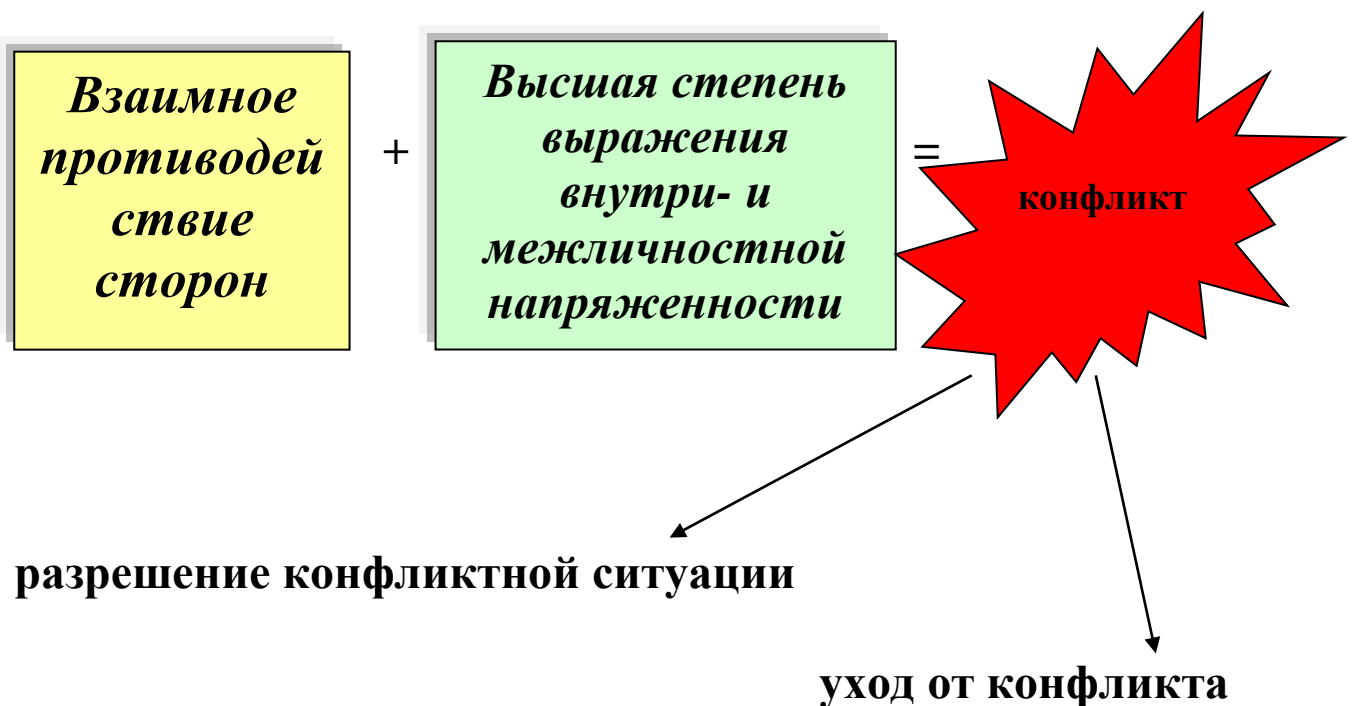 Взаимное
противодей
ствие
сторон
+
Высшая степень
выражения
внутри- и
межличностной
напряженности
=
конфликт
разрешение конфликтной ситуации
уход от конфликта